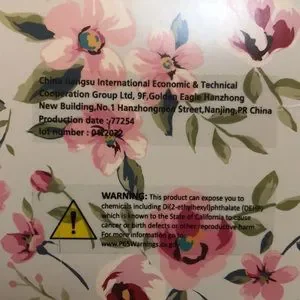 China Jiangsu International Economic & Technical
Cooperation Group Ltd, 9F,Golden Eagle Hanzhong
New Building,No.1 Hanzhongmen Street,Nanjing,PR China
Production date :77254
lot number : 042022
WARNING: This product can expose you to
chemicals including Di(2-ethylhexyl)phthalate (DEHP)
which is known to the State of California to cause
cancer or birth defects or other reproductive harm.
For more information go to
www.P65Warnings.ca.gov